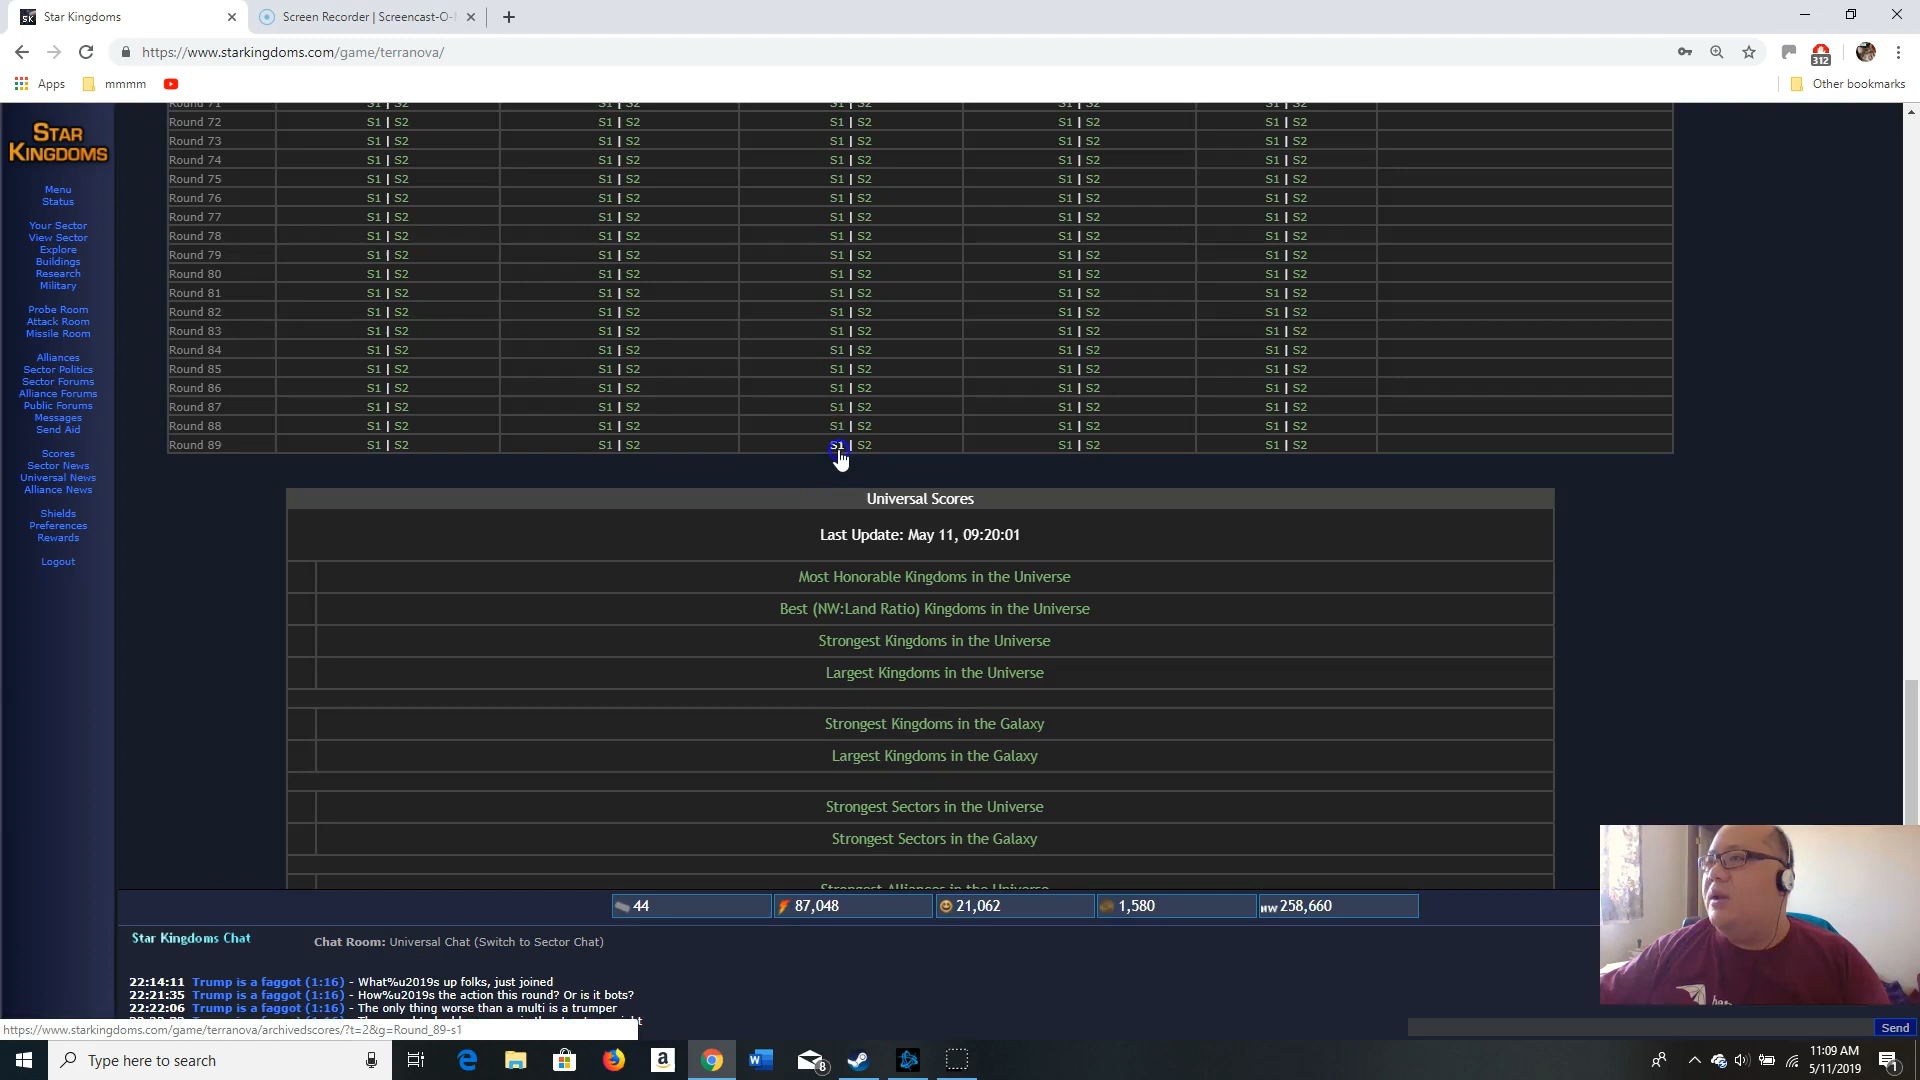 Star Kingdoms
Screen Recorder | Screencast-O-
https://www.starkingdoms.com/game/terranova/
312
Apps
mmmm
Other bookmarks
STAR KINGDOMS
Menu
Status
Your Sector
View Sector
Explore
Buildings
Research
Military
Probe Room
Attack Room
Missile Room
Alliances
Sector Politics
Sector Forums
Alliance Forums
Public Forums
Messages
Send Aid
Scores
Sector News
Universal News
Alliance News
Shields
Preferences
Rewards
Logout
Round 71 S1 | S2 S1 | S2 S1 | S2 S1 | S2 S1 | S2
Round 72 S1 | S2 S1 | S2 S1 | S2 S1 | S2 S1 | S2
Round 73 S1 | S2 S1 | S2 S1 | S2 S1 | S2 S1 | S2
Round 74 S1 | S2 S1 | S2 S1 | S2 S1 | S2 S1 | S2
Round 75 S1 | S2 S1 | S2 S1 | S2 S1 | S2 S1 | S2
Round 76 S1 | S2 S1 | S2 S1 | S2 S1 | S2 S1 | S2
Round 77 S1 | S2 S1 | S2 S1 | S2 S1 | S2 S1 | S2
Round 78 S1 | S2 S1 | S2 S1 | S2 S1 | S2 S1 | S2
Round 79 S1 | S2 S1 | S2 S1 | S2 S1 | S2 S1 | S2
Round 80 S1 | S2 S1 | S2 S1 | S2 S1 | S2 S1 | S2
Round 81 S1 | S2 S1 | S2 S1 | S2 S1 | S2 S1 | S2
Round 82 S1 | S2 S1 | S2 S1 | S2 S1 | S2 S1 | S2
Round 83 S1 | S2 S1 | S2 S1 | S2 S1 | S2 S1 | S2
Round 84 S1 | S2 S1 | S2 S1 | S2 S1 | S2 S1 | S2
Round 85 S1 | S2 S1 | S2 S1 | S2 S1 | S2 S1 | S2
Round 86 S1 | S2 S1 | S2 S1 | S2 S1 | S2 S1 | S2
Round 87 S1 | S2 S1 | S2 S1 | S2 S1 | S2 S1 | S2
Round 88 S1 | S2 S1 | S2 S1 | S2 S1 | S2 S1 | S2
Round 89 S1 | S2 S1 | S2 S1 | S2 S1 | S2 S1 | S2
Universal Scores
Last Update: May 11, 09:20:01
Most Honorable Kingdoms in the Universe
Best (NW:Land Ratio) Kingdoms in the Universe
Strongest Kingdoms in the Universe
Largest Kingdoms in the Universe
Strongest Kingdoms in the Galaxy
Largest Kingdoms in the Galaxy
Strongest Sectors in the Universe
Strongest Sectors in the Galaxy
Strongest Alliances in the Universe
44 87,048 21,062 1,580 NW 258,660
Star Kingdoms Chat
Chat Room: Universal Chat (Switch to Sector Chat)
22:14:11 Trump is a faggot (1:16) - What%u2019s up folks, just joined
22:21:35 Trump is a faggot (1:16) - How%u2019s the action this round? Or is it bots?
22:22:06 Trump is a faggot (1:16) - The only thing worse than a multi is a trumper
https://www.starkingdoms.com/game/terranova/archivedscores/?t=2&g=Round_89-s1
Send
Type here to search
8
11:09 AM
5/11/2019
1